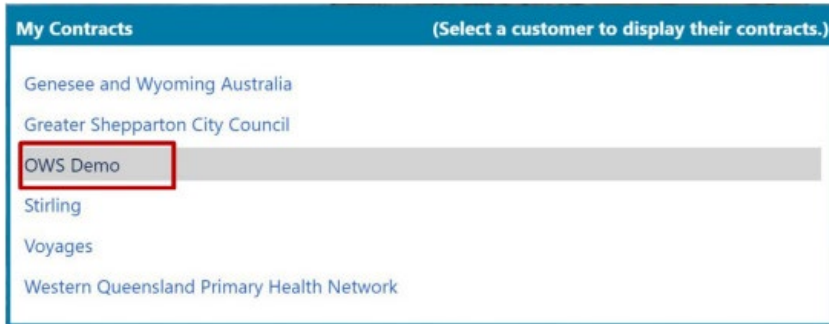 My Contracts (Select a customer to display their contracts.)
Genesee and Wyoming Australia
Greater Shepparton City Council
OWS Demo
Stirling
Voyages
Western Queensland Primary Health Network